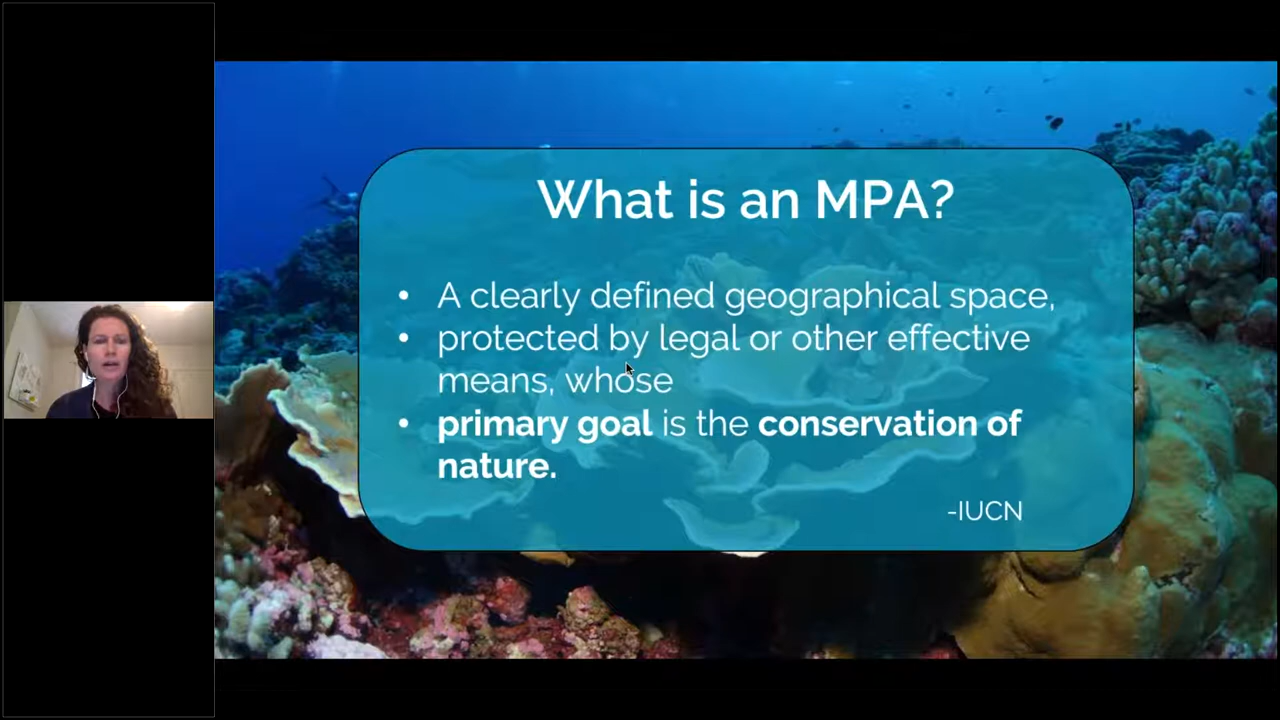 What is an MPA?
• A clearly defined geographical space,
• protected by legal or other effective
means, whose
• primary goal is the conservation of
nature.
-IUCN